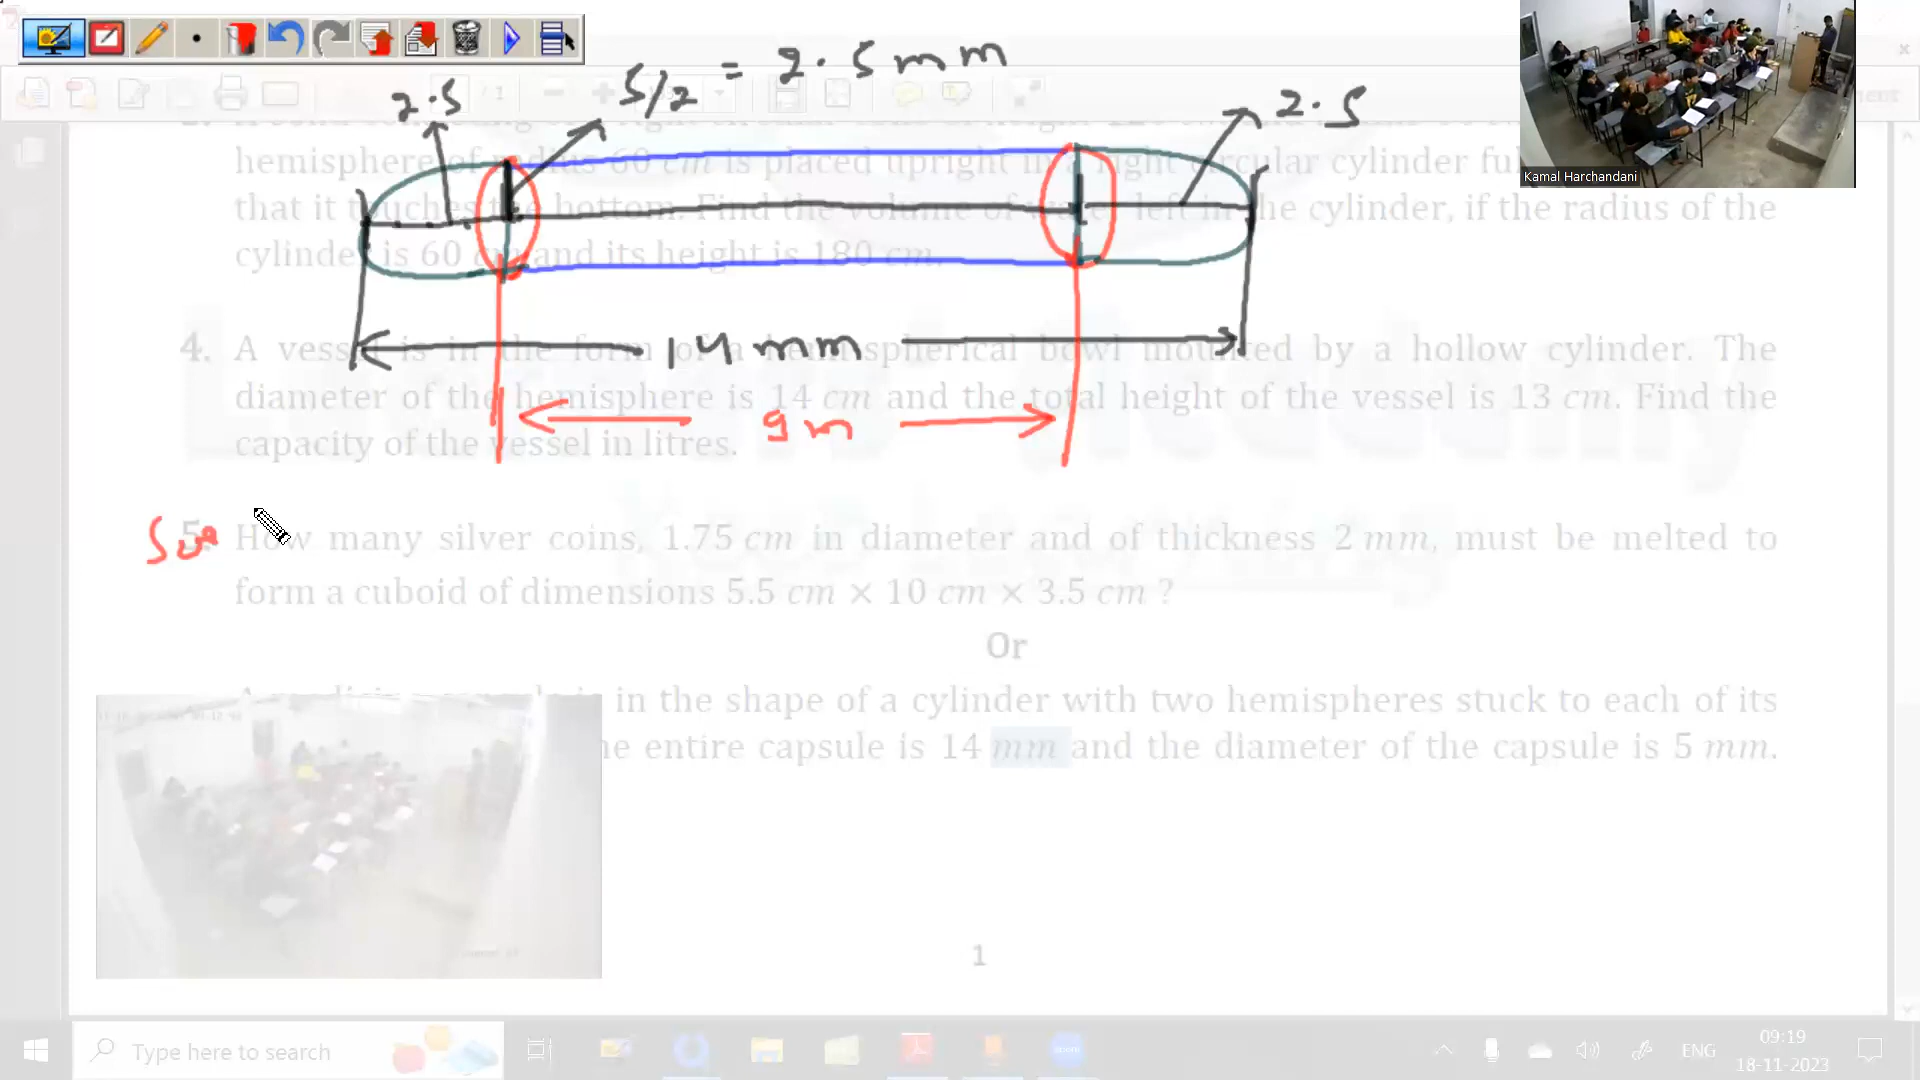 5/2 = 2.5 mm
2.5
2.5
/ 1
hemisphere of radius 60 cm is placed upright in a right circular cylinder
that it touches the bottom. Find the volume of water left in the cylinder, if the radius of the
cylinder is 60 cm and its height is 180 cm.
14 mm
4. A vessel is in the form of a hemispherical bowl mounted by a hollow cylinder. The
diameter of the hemisphere is 14 cm and the total height of the vessel is 13 cm. Find the
9 m
capacity of the vessel in litres.
5. How many silver coins, 1.75 cm in diameter and of thickness 2 mm, must be melted to
form a cuboid of dimensions 5.5 cm × 10 cm × 3.5 cm ?
Or
in the shape of a cylinder with two hemispheres stuck to each of its
entire capsule is 14 mm and the diameter of the capsule is 5 mm.
1
Kamal Harchandani
Type here to search
ENG
09:19
18-11-2023